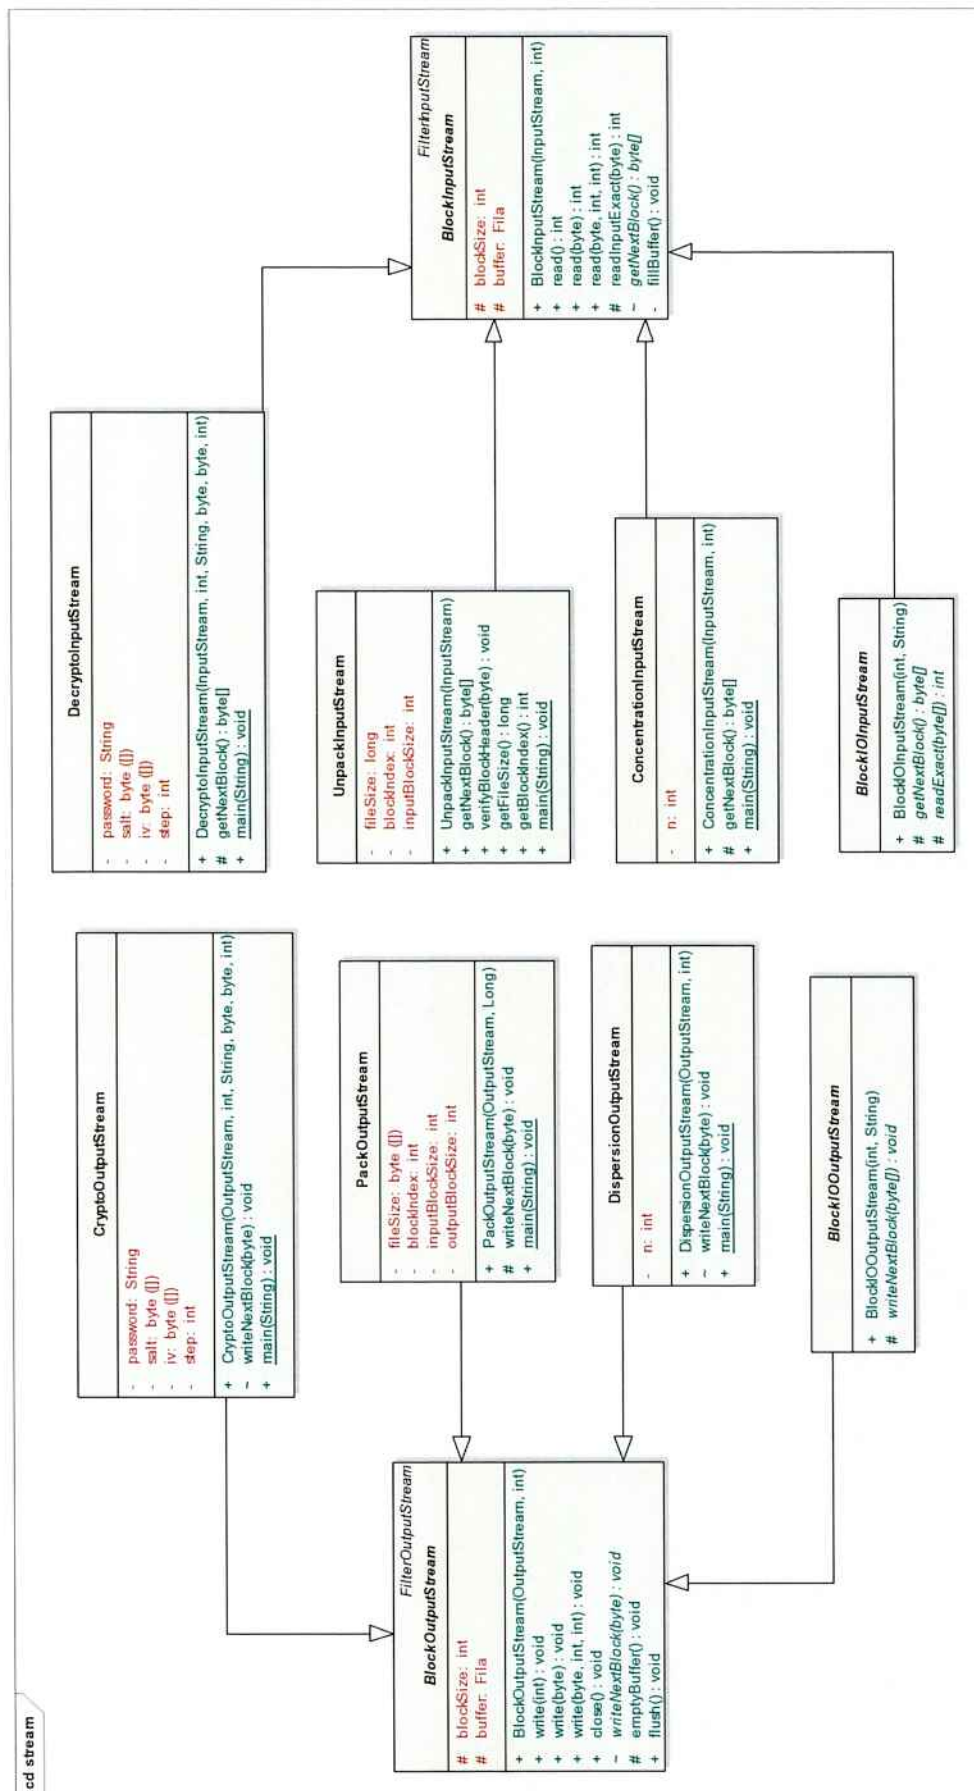 cd stream
CryptoOutputStream
- password: String
- salt: byte ([])
- iv: byte ([])
- step: int
+ CryptoOutputStream(OutputStream, int, String, byte, byte, int)
~ writeNextBlock(byte) : void
+ main(String) : void
DecryptoInputStream
- password: String
- salt: byte ([])
- iv: byte ([])
- step: int
+ DecryptoInputStream(InputStream, int, String, byte, byte, int)
# getNextBlock() : byte[]
+ main(String) : void
FilterOutputStream
BlockOutputStream
# blockSize: int
# buffer: Fila
+ BlockOutputStream(OutputStream, int)
+ write(int) : void
+ write(byte) : void
+ write(byte, int, int) : void
+ close() : void
~ writeNextBlock(byte) : void
# emptyBuffer() : void
+ flush() : void
PackOutputStream
- fileSize: byte ([])
- blockIndex: int
- inputBlockSize: int
- outputBlockSize: int
+ PackOutputStream(OutputStream, Long)
# writeNextBlock(byte) : void
+ main(String) : void
UnpackInputStream
- fileSize: long
- blockIndex: int
- inputBlockSize: int
+ UnpackInputStream(InputStream)
+ getNextBlock() : byte[]
+ verifyBlockHeader(byte) : void
+ getFileSize() : long
+ getBlockIndex() : int
+ main(String) : void
FilterInputStream
BlockInputStream
# blockSize: int
# buffer: Fila
+ BlockInputStream(InputStream, int)
+ read() : int
+ read(byte) : int
+ read(byte, int, int) : int
# readInputExact(byte) : int
~ getNextBlock() : byte[]
- fillBuffer() : void
DispersionOutputStream
- n: int
+ DispersionOutputStream(OutputStream, int)
~ writeNextBlock(byte) : void
+ main(String) : void
ConcentrationInputStream
- n: int
+ ConcentrationInputStream(InputStream, int)
# getNextBlock() : byte[]
+ main(String) : void
BlockIOOutputStream
+ BlockIOOutputStream(int, String)
# writeNextBlock(byte[]) : void
BlockIOInputStream
+ BlockIOInputStream(int, String)
# getNextBlock() : byte[]
# readExact(byte[]) : int